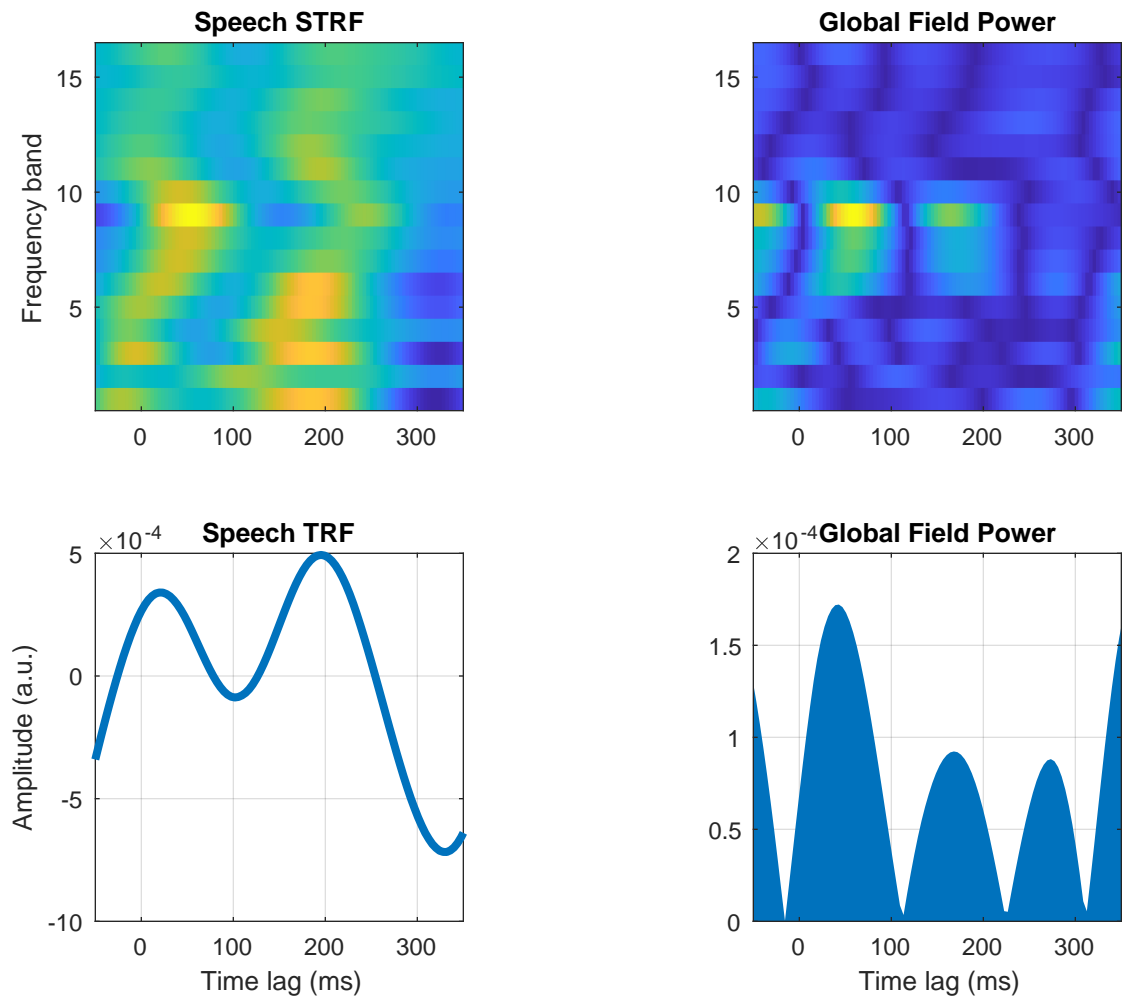 Speech STRF
15
10
5
Frequency band
0 100 200 300
Global Field Power
15
10
5
0 100 200 300
×10-4
Speech TRF
5
0
-5
-10
Amplitude (a.u.)
0 100 200 300
Time lag (ms)
×10-4
Global Field Power
2
1.5
1
0.5
0
0 100 200 300
Time lag (ms)